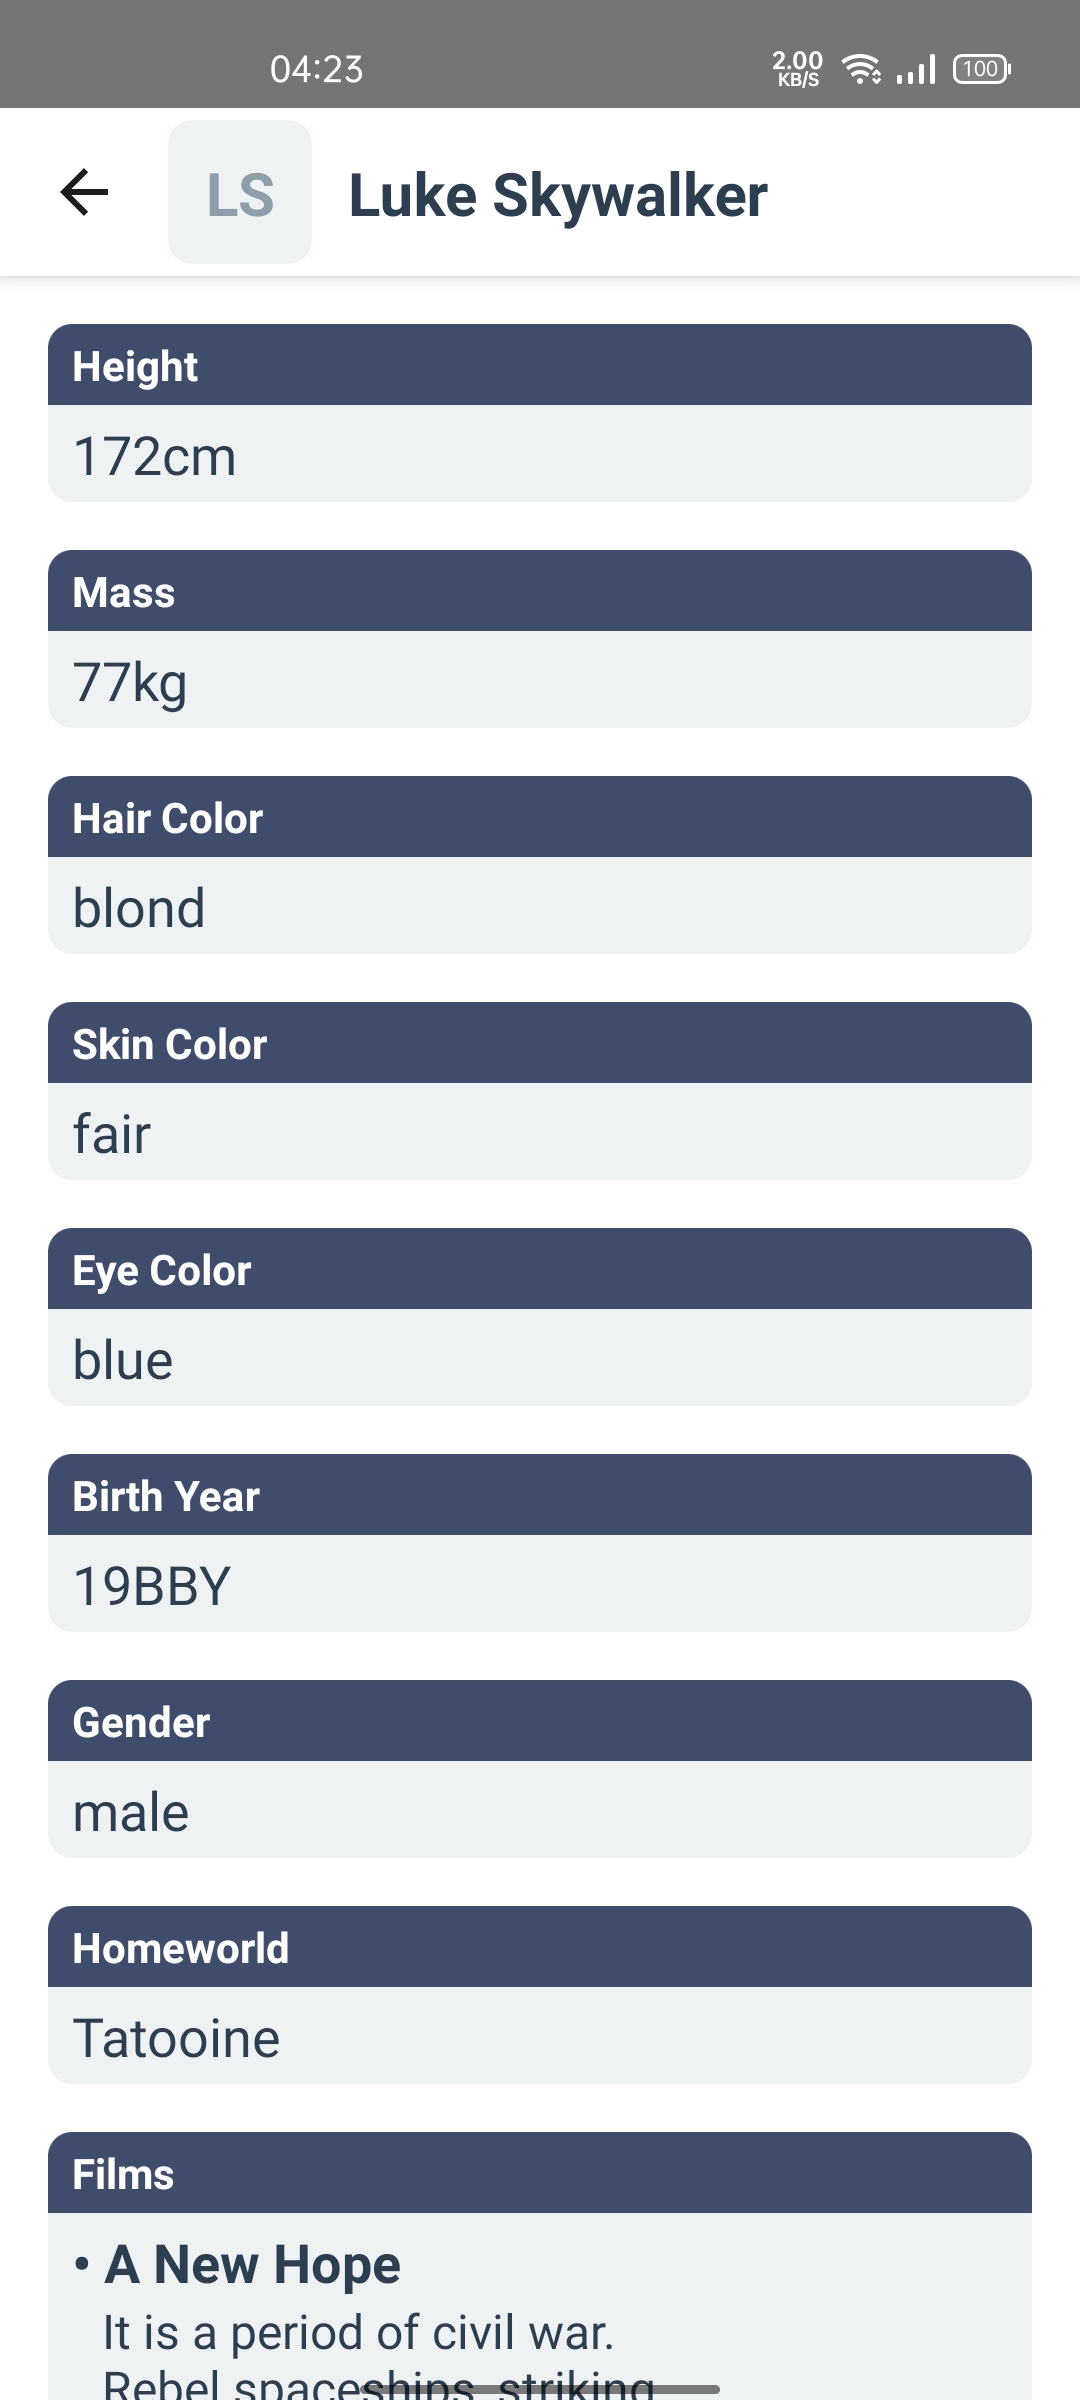 04:23
2.00
KB/S
100
LS
Luke Skywalker
Height
172cm
Mass
77kg
Hair Color
blond
Skin Color
fair
Eye Color
blue
Birth Year
19BBY
Gender
male
Homeworld
Tatooine
Films
• A New Hope
It is a period of civil war.
Rebel spaceships, striking